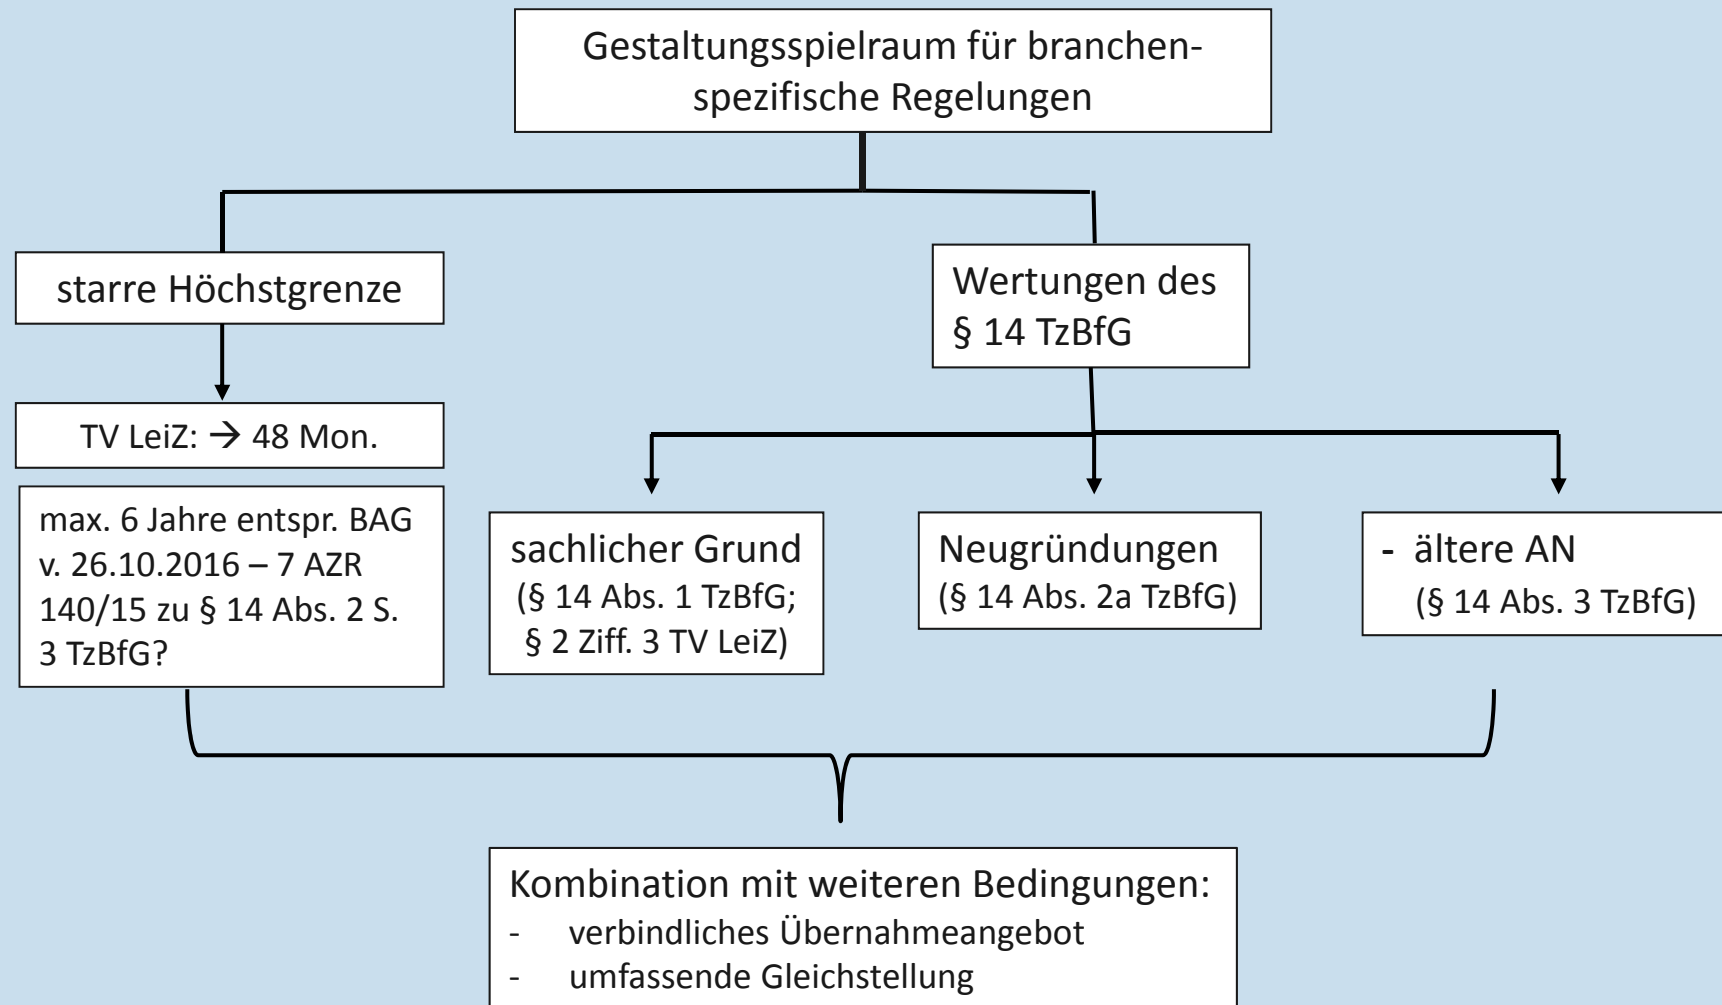 Gestaltungsspielraum für branchen-
spezifische Regelungen
starre Höchstgrenze
Wertungen des
§ 14 TzBfG
TV LeiZ: → 48 Mon.
max. 6 Jahre entspr. BAG
v. 26.10.2016 – 7 AZR
140/15 zu § 14 Abs. 2 S.
3 TzBfG?
sachlicher Grund
(§ 14 Abs. 1 TzBfG;
§ 2 Ziff. 3 TV LeiZ)
Neugründungen
(§ 14 Abs. 2a TzBfG)
- ältere AN
(§ 14 Abs. 3 TzBfG)
Kombination mit weiteren Bedingungen:
- verbindliches Übernahmeangebot
- umfassende Gleichstellung